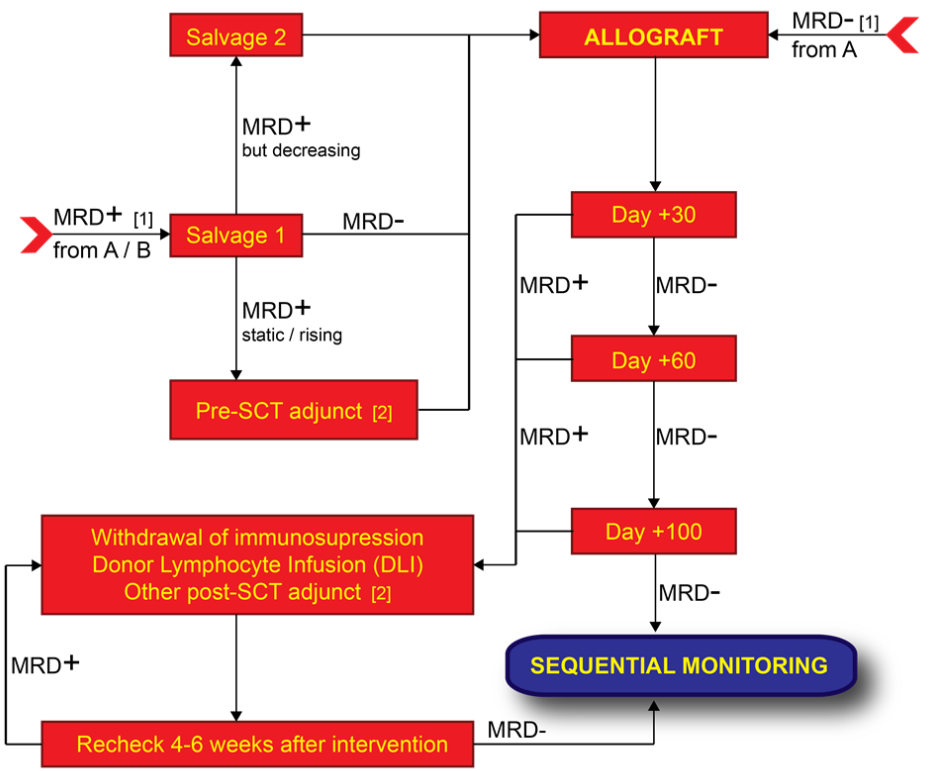 Salvage 2
ALLOGRAFT
MRD- [1]
from A
MRD+
but decreasing
MRD+ [1]
from A / B
Salvage 1
MRD-
Day +30
MRD+
static / rising
MRD+
MRD-
Day +60
Pre-SCT adjunct [2]
MRD+
MRD-
Day +100
Withdrawal of immunosupression
Donor Lymphocyte Infusion (DLI)
Other post-SCT adjunct [2]
MRD-
MRD+
SEQUENTIAL MONITORING
Recheck 4-6 weeks after intervention
MRD-